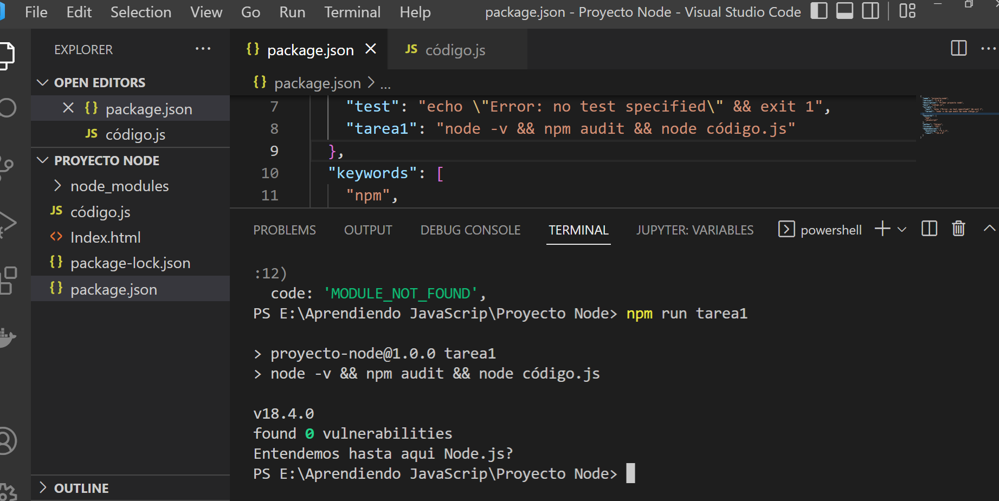 File Edit Selection View Go Run Terminal Help package.json - Proyecto Node - Visual Studio Code
EXPLORER
OPEN EDITORS
package.json
JS código.js
PROYECTO NODE
node_modules
JS código.js
Index.html
package-lock.json
package.json
OUTLINE
package.json JS código.js
package.json > ...
7 "test": "echo \"Error: no test specified\" && exit 1",
8 "tarea1": "node -v && npm audit && node código.js"
9 },
10 "keywords": [
11 "npm",
PROBLEMS OUTPUT DEBUG CONSOLE TERMINAL JUPYTER: VARIABLES powershell
:12)
code: 'MODULE_NOT_FOUND',
PS E:\Aprendiendo JavaScrip\Proyecto Node> npm run tarea1
> proyecto-node@1.0.0 tarea1
> node -v && npm audit && node código.js
v18.4.0
found 0 vulnerabilities
Entendemos hasta aqui Node.js?
PS E:\Aprendiendo JavaScrip\Proyecto Node>